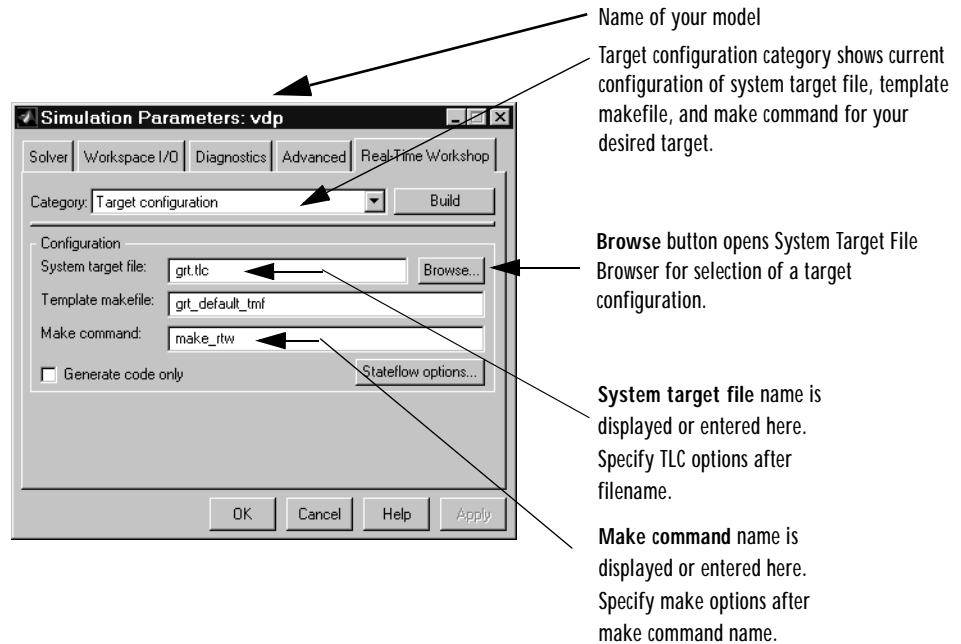 Name of your model
Target configuration category shows current
configuration of system target file, template
makefile, and make command for your
desired target.
Simulation Parameters: vdp
Solver
Workspace I/O
Diagnostics
Advanced
Real-Time Workshop
Category:
Target configuration
Build
Browse button opens System Target File
Browser for selection of a target
configuration.
Configuration
System target file:
grt.tlc
Browse...
Template makefile:
grt_default_tmf
Make command:
make_rtw
Generate code only
Stateflow options...
System target file name is
displayed or entered here.
Specify TLC options after
filename.
OK
Cancel
Help
Apply
Make command name is
displayed or entered here.
Specify make options after
make command name.